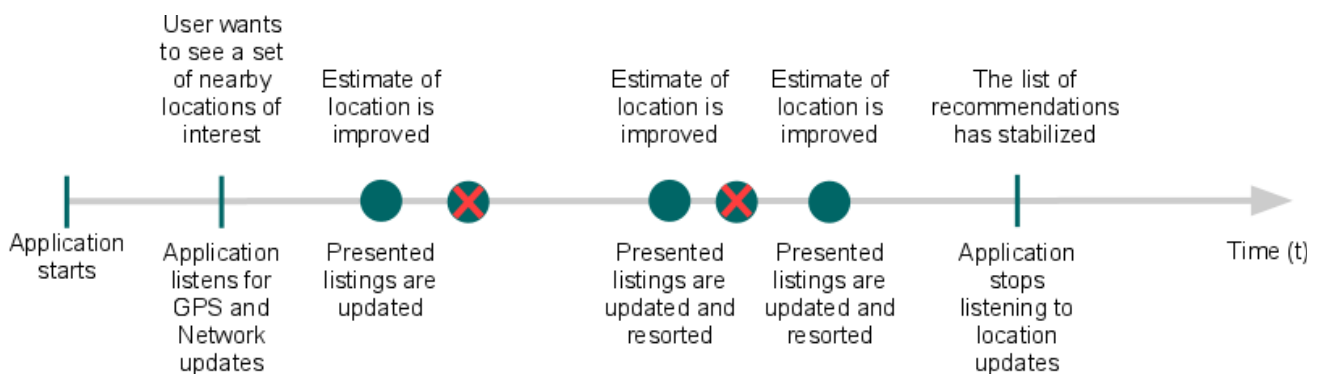 User wants
to see a set
of nearby
locations of
interest
Estimate of
location is
improved
Estimate of
location is
improved
Estimate of
location is
improved
The list of
recommendations
has stabilized
Application
starts
Application
listens for
GPS and
Network
updates
Presented
listings are
updated
Presented
listings are
updated and
resorted
Presented
listings are
updated and
resorted
Application
stops
listening to
location
updates
Time (t)